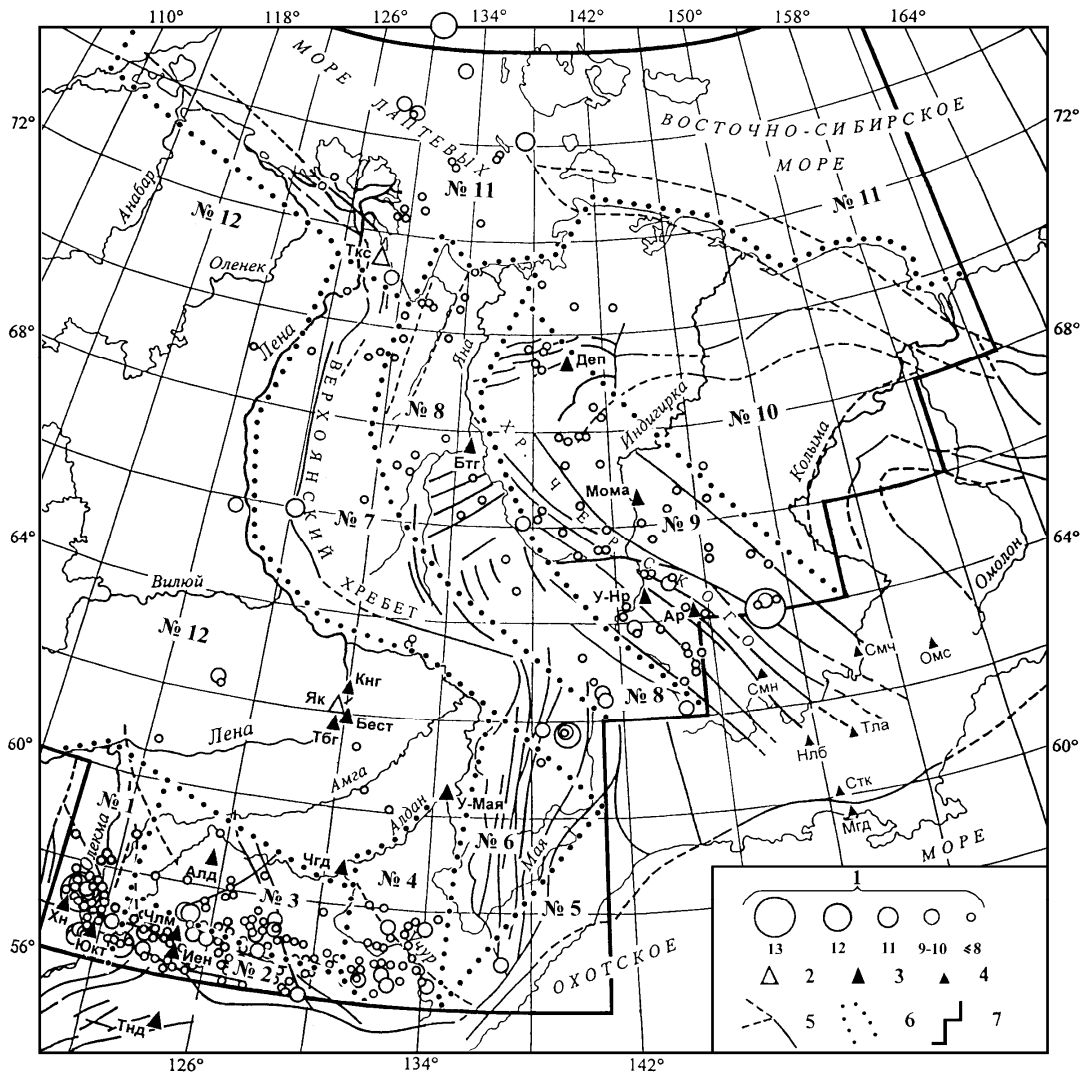 110° 118° 126° 134° 142° 150° 158° 164°
МОРЕ ЛАПТЕВЫХ
ВОСТОЧНО-СИБИРСКОЕ
МОРЕ
72° 72°
Анабар
№ 12
№ 11
№ 11
Ткс
Оленек
68° 68°
Лена
Яна
Деп
ВЕРХОЯНСКИЙ
ХРЕБЕТ
№ 8
Индигирка
№ 10
Колыма
ХР. ЧЕРСКОГО
Бтг
Мома
№ 7
№ 9
64° 64°
Омолон
Вилюй
У-Нр
Ар
№ 12
Смч
Омс
Кнг
Як
Бест
Тбг
№ 8
Смн
Тла
Нлб
Лена
60° 60°
Амга
Стк
Мгд
№ 1
Олекма
Алдан
У-Мая
№ 6
Мая
МОРЕ
Алд
Чгд
№ 4
№ 3
№ 5
Хн
Члм
Юкт
Иен
№ 2
Учур
56°
ОХОТСКОЕ
Тнд
126° 134° 142°
1
13 12 11 9-10 ⩽8
2 3 4
5 6 7